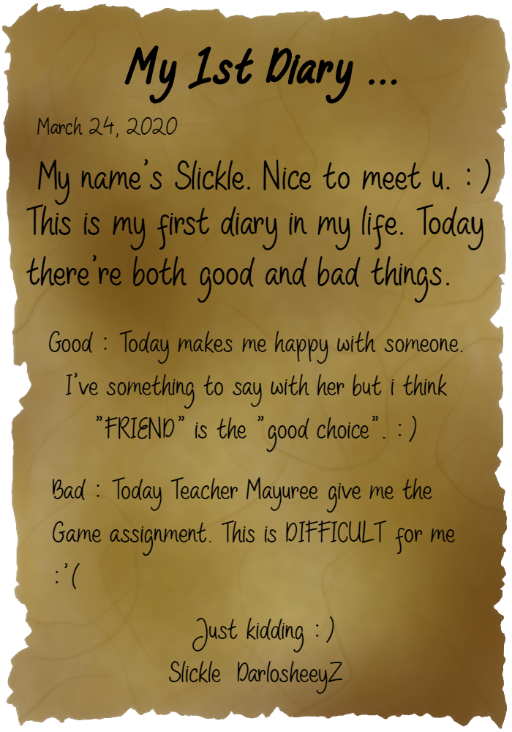 My 1st Diary ...
March 24, 2020
My name's Slickle. Nice to meet u. : )
This is my first diary in my life. Today
there're both good and bad things.
Good : Today makes me happy with someone.
I've something to say with her but i think
"FRIEND" is the "good choice". : )
Bad : Today Teacher Mayuree give me the
Game assignment. This is DIFFICULT for me
:'(
Just kidding : )
Slickle DarlosheeyZ